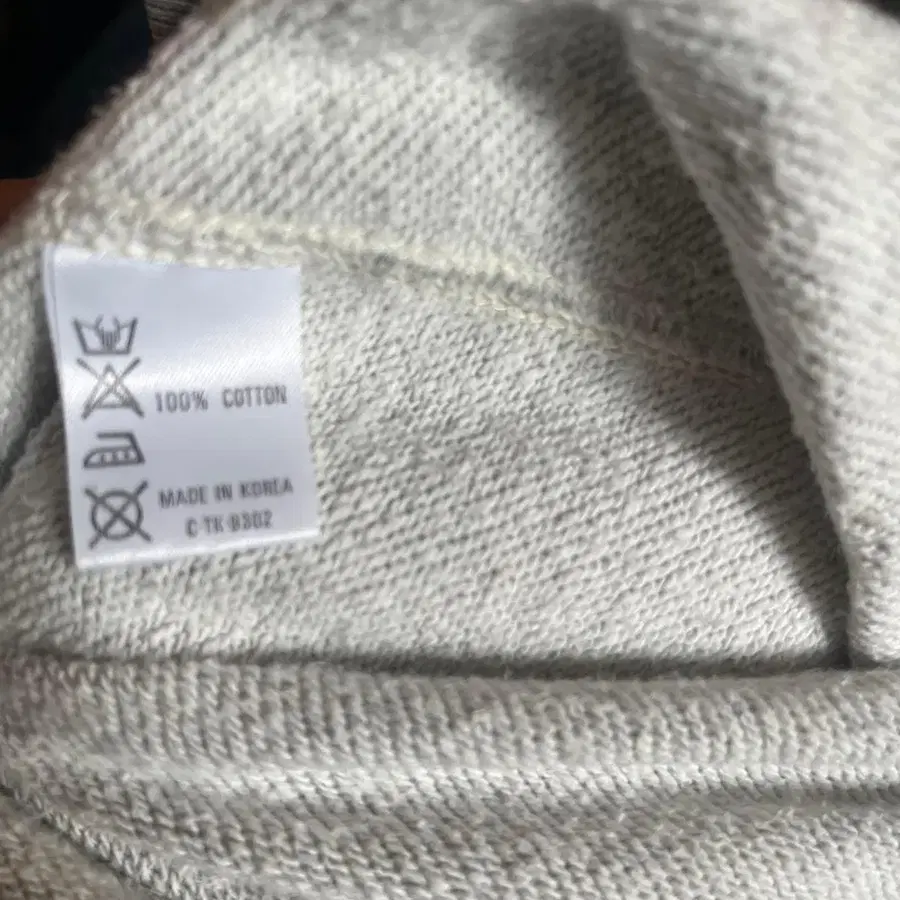 100% COTTON
MADE IN KOREA
C-TK-9302